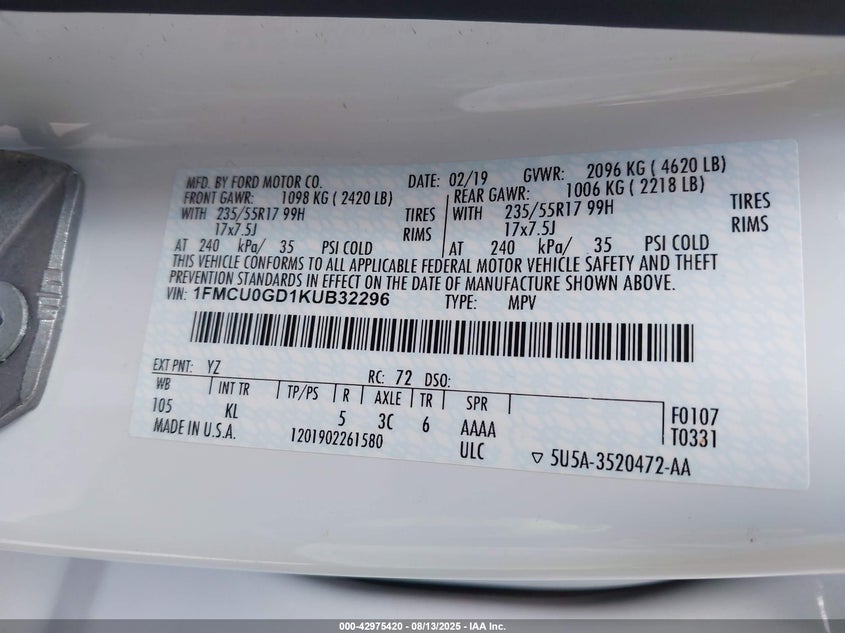 MFD. BY FORD MOTOR CO. DATE: 02/19 GVWR: 2096 KG ( 4620 LB)
FRONT GAWR: 1098 KG ( 2420 LB) REAR GAWR: 1006 KG ( 2218 LB)
WITH 235/55R17 99H TIRES WITH 235/55R17 99H TIRES
17x7.5J RIMS 17x7.5J RIMS
AT 240 kPa/ 35 PSI COLD AT 240 kPa/ 35 PSI COLD
THIS VEHICLE CONFORMS TO ALL APPLICABLE FEDERAL MOTOR VEHICLE SAFETY AND THEFT
PREVENTION STANDARDS IN EFFECT ON THE DATE OF MANUFACTURE SHOWN ABOVE.
VIN: 1FMCU0GD1KUB32296 TYPE: MPV
EXT PNT: YZ RC: 72 DSO:
WB INT TR TP/PS R AXLE TR SPR
105 KL 5 3C 6 AAAA F0107
MADE IN U.S.A. 1201902261580 ULC T0331
▽ 5U5A-3520472-AA
000-42975420 - 08/13/2025 - IAA Inc.